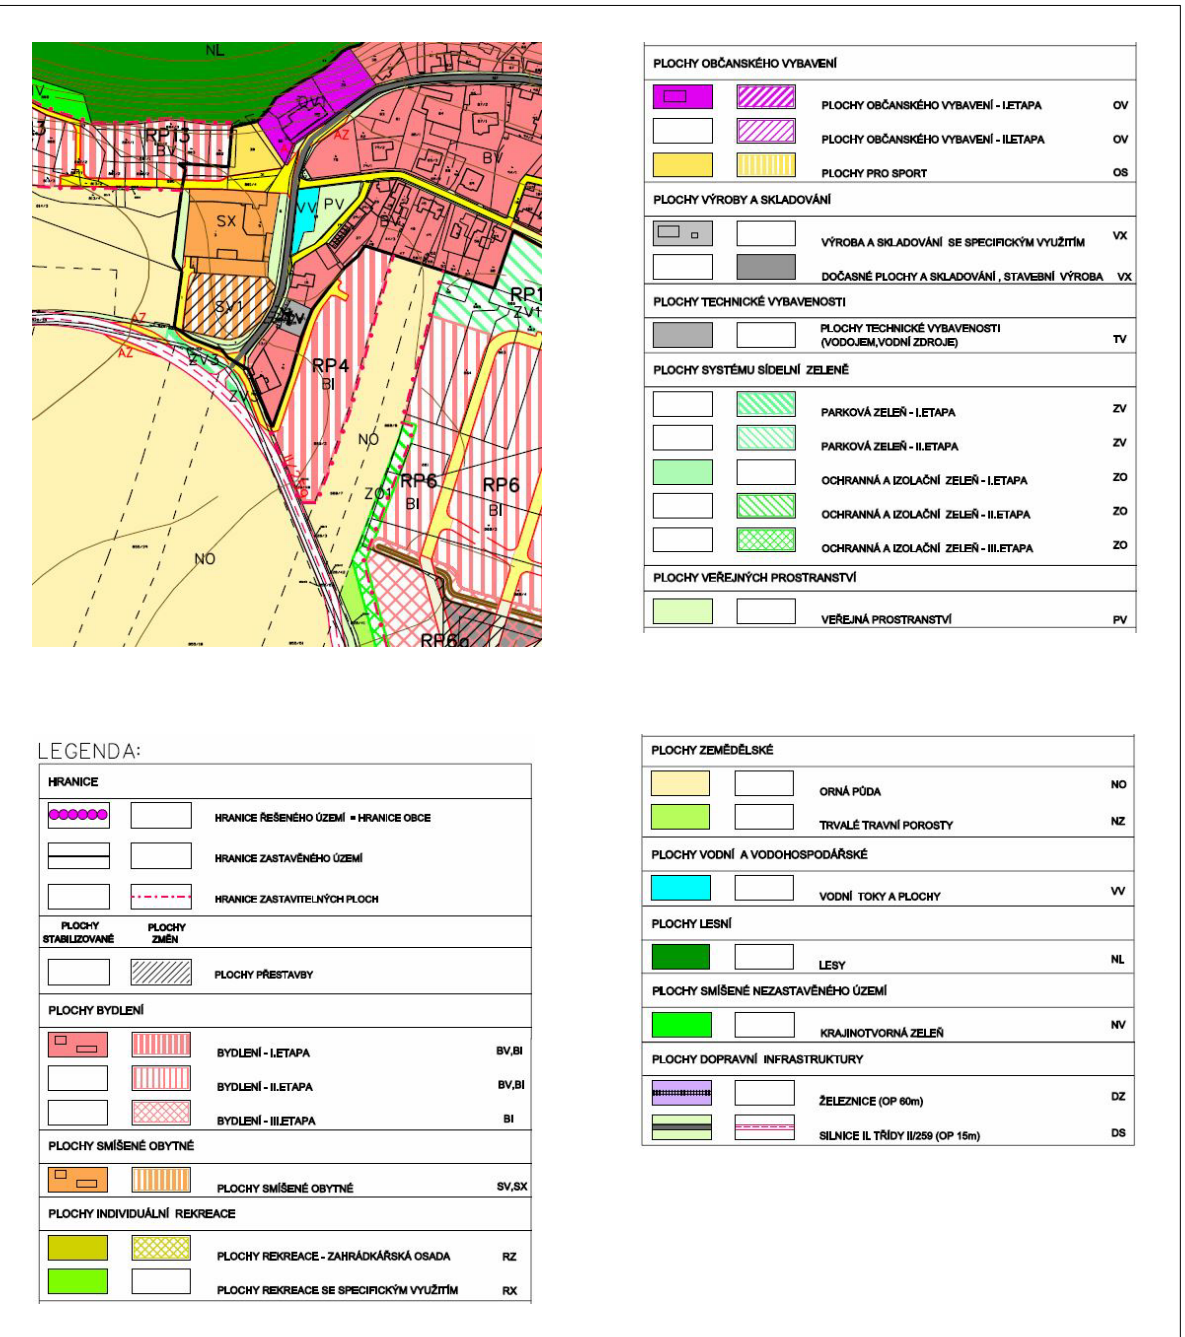 NL
OV
AZ
RP13
BV
BV
SX
VV
PV
BV
SV1
RP1
ZV1
AZ
AZ
ZV3
RP4
BI
NO
ZO1
RP6
BI
RP6
BI
II/259
NO
RP6a
PLOCHY OBČANSKÉHO VYBAVENÍ
PLOCHY OBČANSKÉHO VYBAVENÍ - I.ETAPA OV
PLOCHY OBČANSKÉHO VYBAVENÍ - II.ETAPA OV
PLOCHY PRO SPORT OS
PLOCHY VÝROBY A SKLADOVÁNÍ
VÝROBA A SKLADOVÁNÍ SE SPECIFICKÝM VYUŽITÍM VX
DOČASNÉ PLOCHY A SKLADOVÁNÍ , STAVEBNÍ VÝROBA VX
PLOCHY TECHNICKÉ VYBAVENOSTI
PLOCHY TECHNICKÉ VYBAVENOSTI
(VODOJEM,VODNÍ ZDROJE) TV
PLOCHY SYSTÉMU SÍDELNÍ ZELENĚ
PARKOVÁ ZELEŇ - I.ETAPA ZV
PARKOVÁ ZELEŇ - II.ETAPA ZV
OCHRANNÁ A IZOLAČNÍ ZELEŇ - I.ETAPA ZO
OCHRANNÁ A IZOLAČNÍ ZELEŇ - II.ETAPA ZO
OCHRANNÁ A IZOLAČNÍ ZELEŇ - III.ETAPA ZO
PLOCHY VEŘEJNÝCH PROSTRANSTVÍ
VEŘEJNÁ PROSTRANSTVÍ PV
LEGENDA:
HRANICE
HRANICE ŘEŠENÉHO ÚZEMÍ = HRANICE OBCE
HRANICE ZASTAVĚNÉHO ÚZEMÍ
HRANICE ZASTAVITELNÝCH PLOCH
PLOCHY STABILIZOVANÉ
PLOCHY ZMĚN
PLOCHY PŘESTAVBY
PLOCHY BYDLENÍ
BYDLENÍ - I.ETAPA BV,BI
BYDLENÍ - II.ETAPA BV,BI
BYDLENÍ - III.ETAPA BI
PLOCHY SMÍŠENÉ OBYTNÉ
PLOCHY SMÍŠENÉ OBYTNÉ SV,SX
PLOCHY INDIVIDUÁLNÍ REKREACE
PLOCHY REKREACE - ZAHRÁDKÁŘSKÁ OSADA RZ
PLOCHY REKREACE SE SPECIFICKÝM VYUŽITÍM RX
PLOCHY ZEMĚDĚLSKÉ
ORNÁ PŮDA NO
TRVALÉ TRAVNÍ POROSTY NZ
PLOCHY VODNÍ A VODOHOSPODÁŘSKÉ
VODNÍ TOKY A PLOCHY VV
PLOCHY LESNÍ
LESY NL
PLOCHY SMÍŠENÉ NEZASTAVĚNÉHO ÚZEMÍ
KRAJINOTVORNÁ ZELEŇ NV
PLOCHY DOPRAVNÍ INFRASTRUKTURY
ŽELEZNICE (OP 60m) DZ
SILNICE II. TŘÍDY II/259 (OP 15m) DS